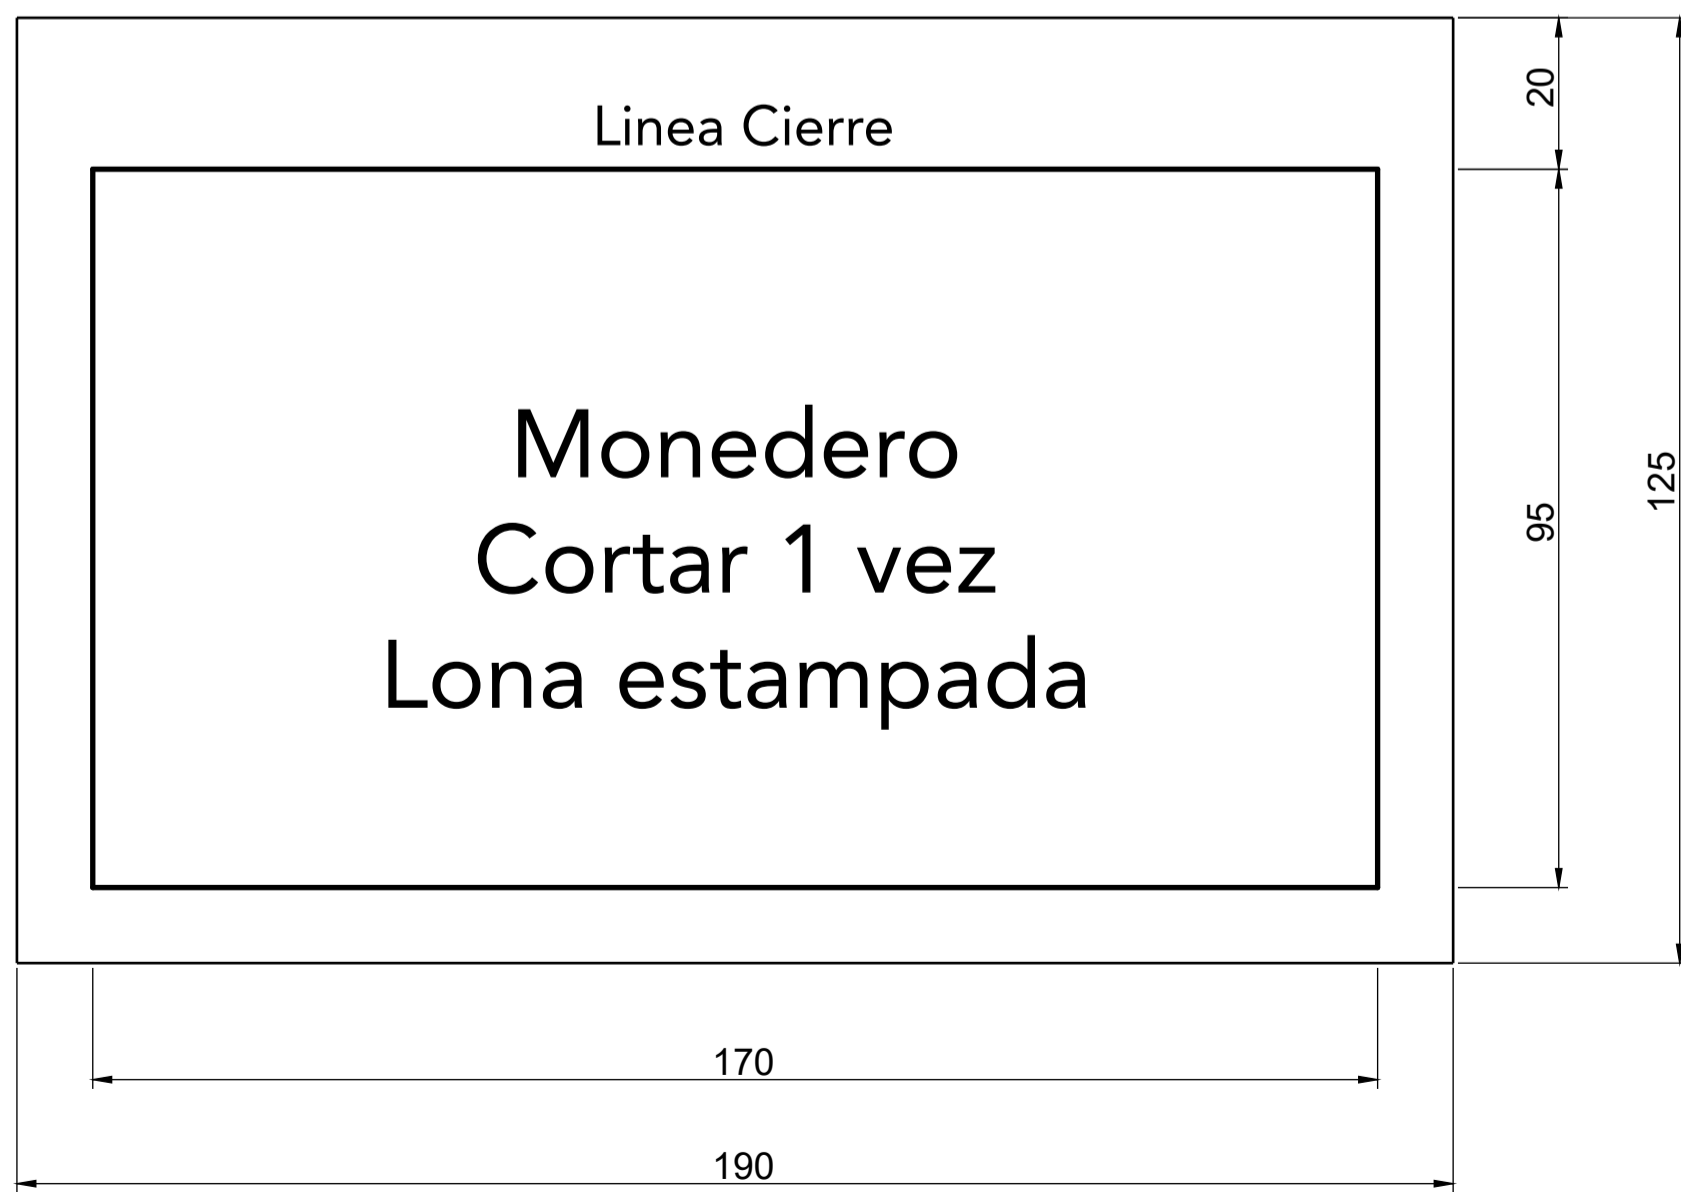 Linea Cierre
20
Monedero
Cortar 1 vez
Lona estampada
95
125
170
190